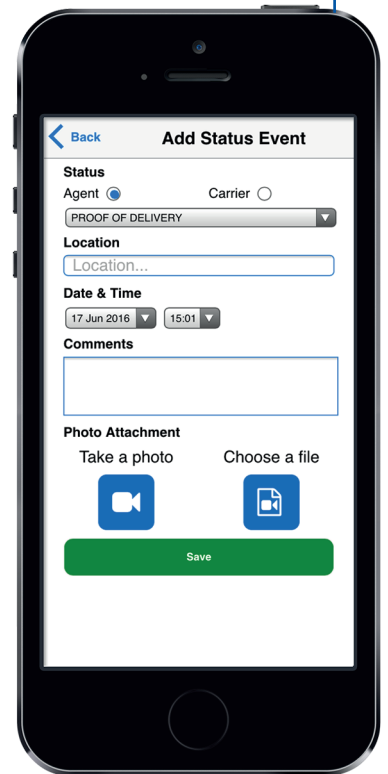 Back Add Status Event
Status
Agent Carrier
PROOF OF DELIVERY
Location
Location...
Date & Time
17 Jun 2016 15:01
Comments
Photo Attachment
Take a photo Choose a file
Save